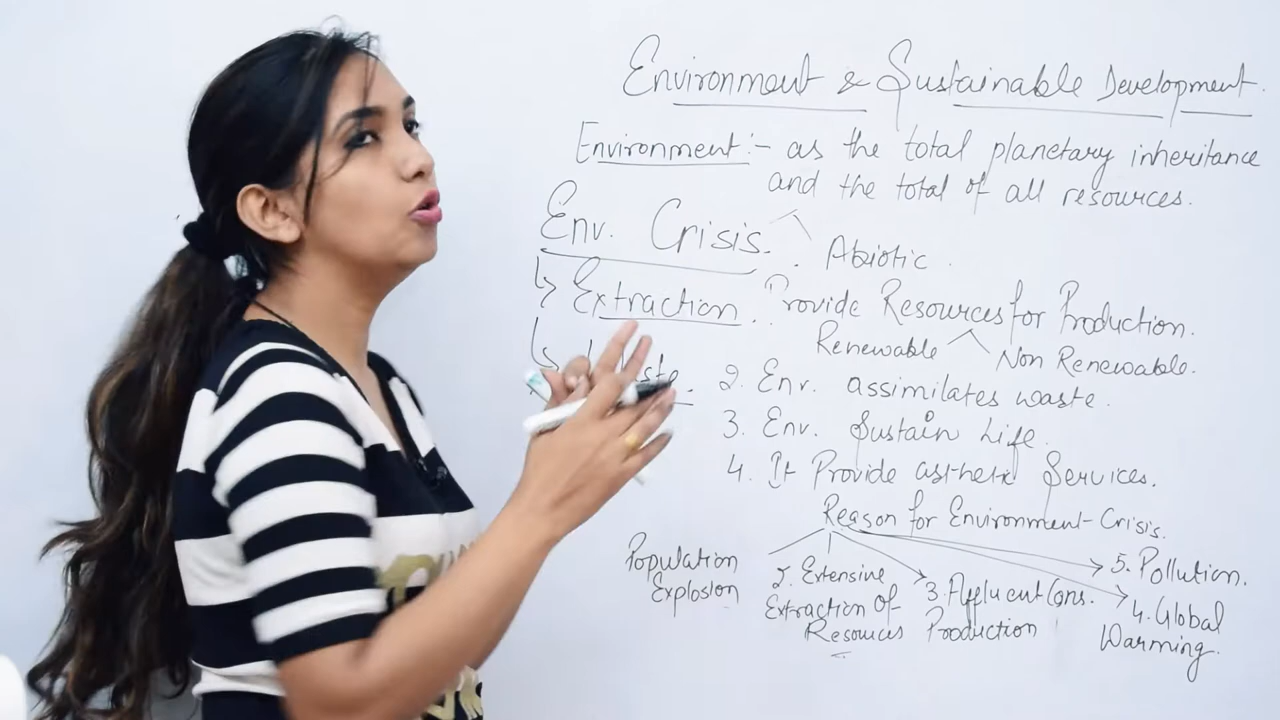 Environment & Sustainable Development.
Environment:- as the total planetary inheritance
and the total of all resources.
Env. Crisis.
Abiotic.
Extraction.
Provide Resources for Production.
Renewable
Non Renewable.
2. Env. assimilates waste.
3. Env. Sustain Life.
4. It Provide asthetic Services.
Reason for Environment Crisis.
Population
Explosion
2. Extensive
Extraction Of
Resources
3. Affluent Cons.
Production
5. Pollution.
4. Global
Warming.